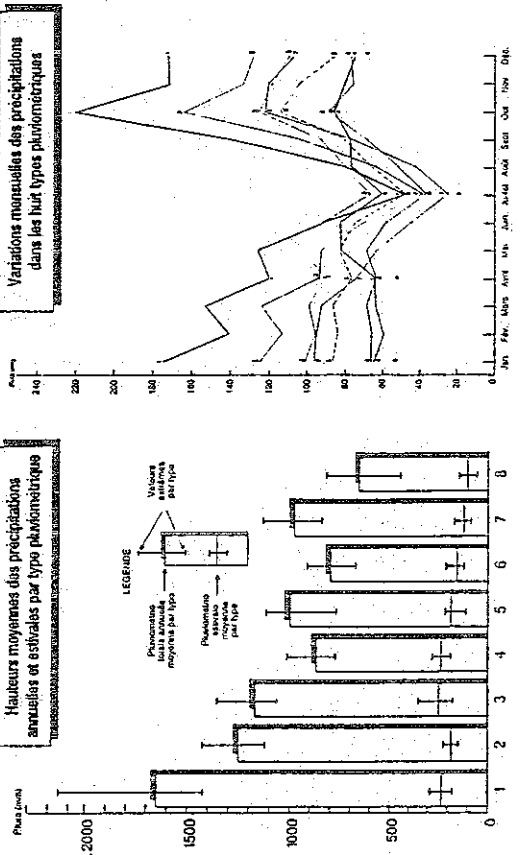 Hauteurs moyennes des précipitations
annuelles et estivales par type pluviométrique
Pluvio (mm)
2000
1500
1000
500
0
LEGENDE
Pluviométrie
totale annuelle
moyenne par type
Valeurs
extrêmes
par type
Pluviométrie
estivale
moyenne
par type
1 2 3 4 5 6 7 8
Variations mensuelles des précipitations
dans les huit types pluviométriques
240
220
200
180
160
140
120
100
80
60
40
20
0
Jan. Fév. Mars Avril Mai Juin Juillet Août Sept Oct Nov Déc.